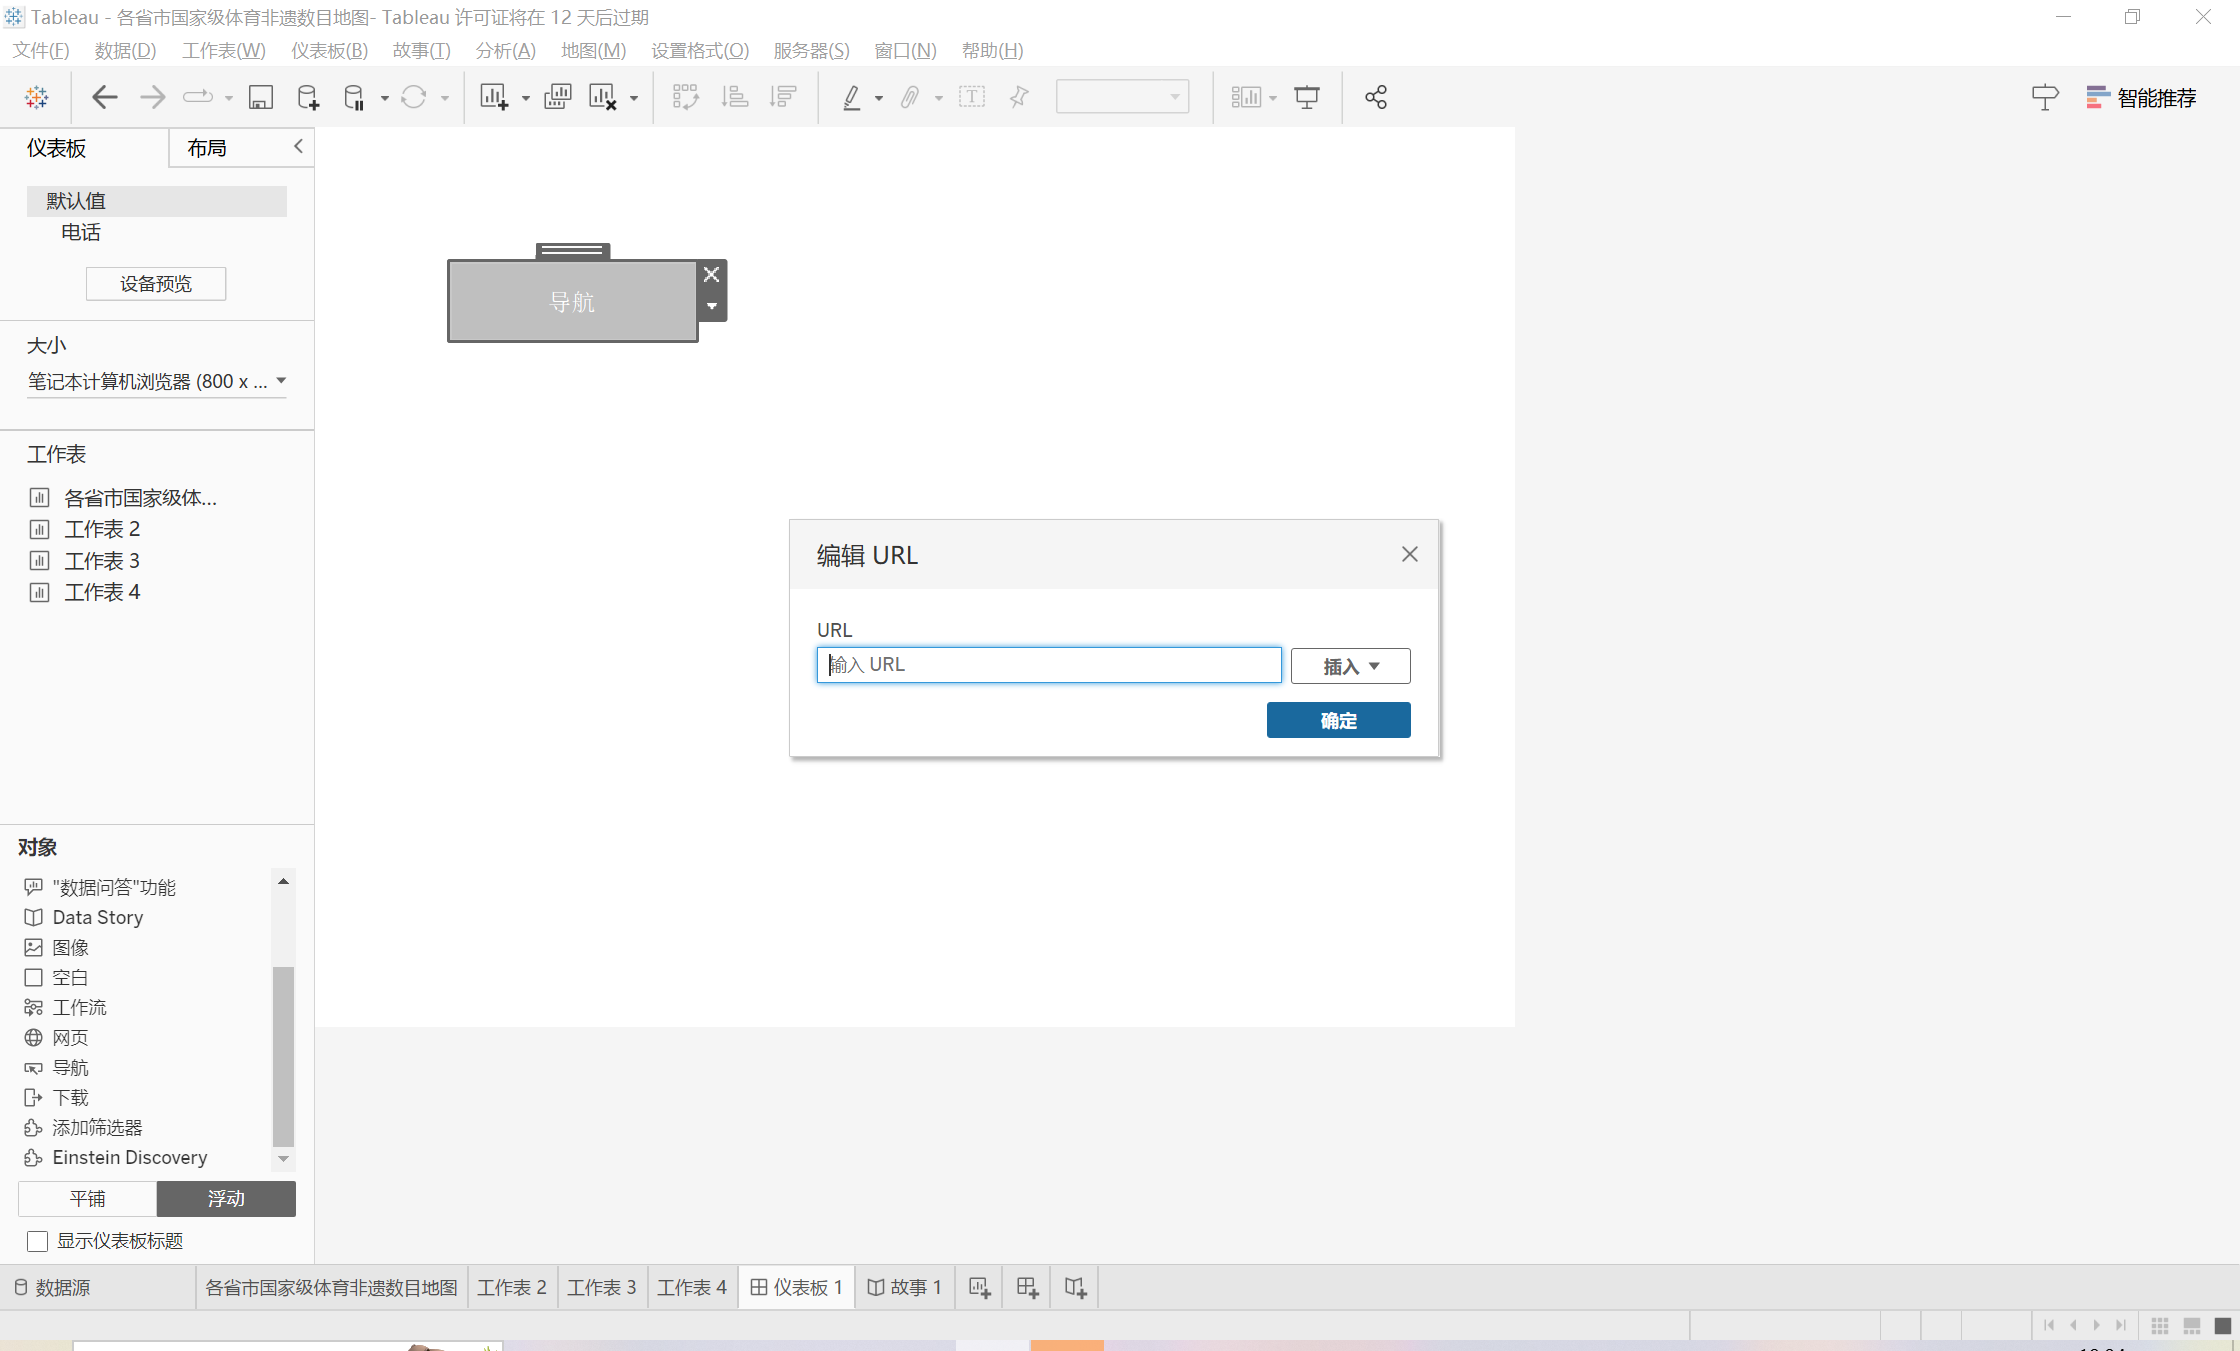 Tableau - 各省市国家级体育非遗数目地图- Tableau 许可证将在 12 天后过期
文件(F) 数据(D) 工作表(W) 仪表板(B) 故事(T) 分析(A) 地图(M) 设置格式(O) 服务器(S) 窗口(N) 帮助(H)
智能推荐
仪表板 布局
默认值
电话
设备预览
大小
笔记本计算机浏览器 (800 x ...
工作表
各省市国家级体...
工作表 2
工作表 3
工作表 4
导航
编辑 URL
URL
输入 URL
插入
确定
对象
"数据问答"功能
Data Story
图像
空白
工作流
网页
导航
下载
添加筛选器
Einstein Discovery
平铺 浮动
显示仪表板标题
数据源 各省市国家级体育非遗数目地图 工作表 2 工作表 3 工作表 4 仪表板 1 故事 1